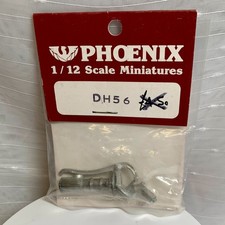 PHOENIX
1/12 Scale Miniatures
DH56